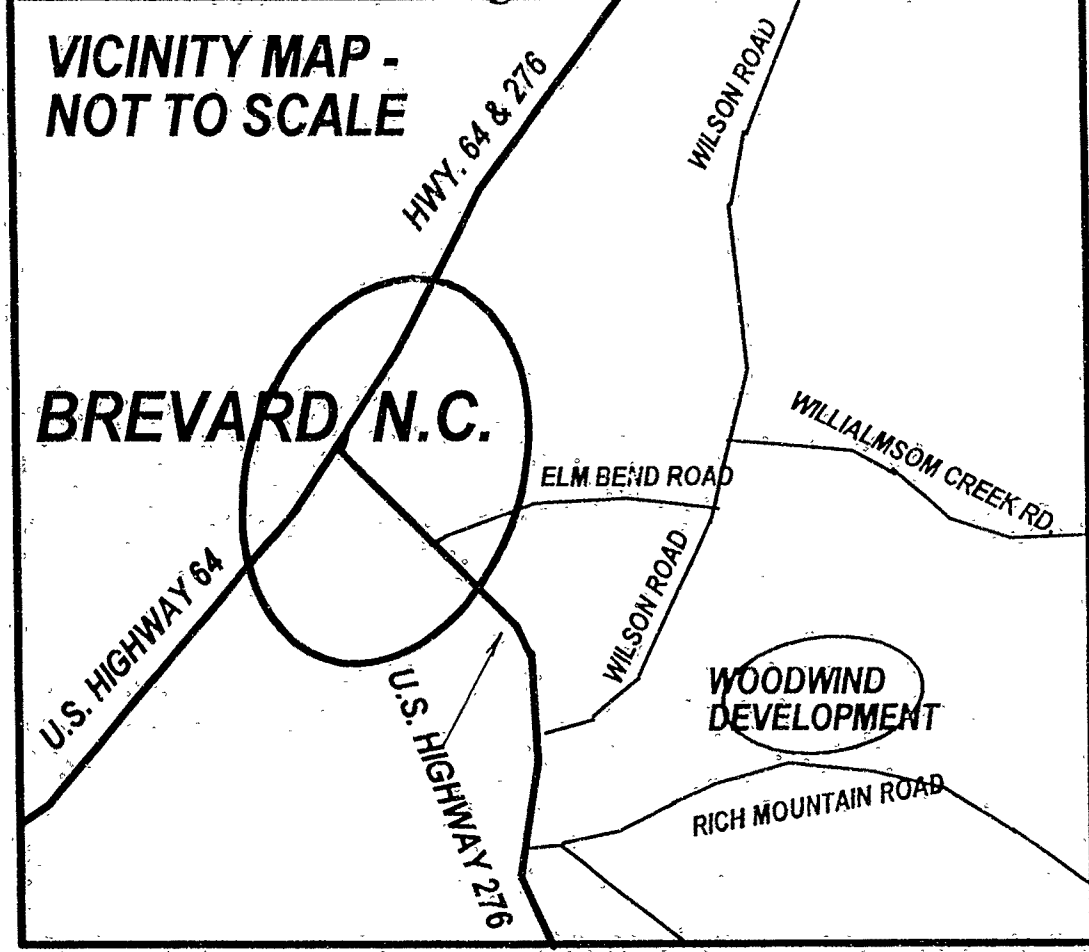 VICINITY MAP -
NOT TO SCALE
HWY. 64 & 276
WILSON ROAD
BREVARD N.C.
WILLIALMSOM CREEK RD.
ELM BEND ROAD
WILSON ROAD
U.S. HIGHWAY 64
U.S. HIGHWAY 276
WOODWIND
DEVELOPMENT
RICH MOUNTAIN ROAD